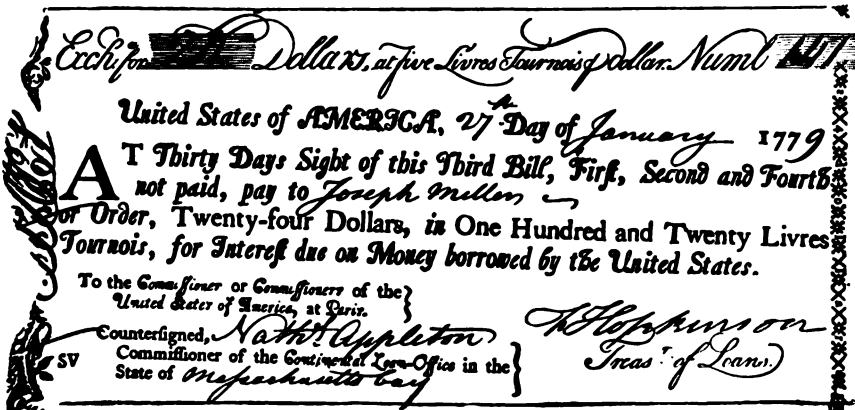 Exch. for Dollars, at five Livres Tournois ℘ Dollar. Numb.
United States of AMERICA, 27th Day of January 1779
AT Thirty Days Sight of this Third Bill, First, Second and Fourth
not paid, pay to Joseph Miller
or Order, Twenty-four Dollars, in One Hundred and Twenty Livres
Tournois, for Interest due on Money borrowed by the United States.
To the Commissioner or Commissioners of the
United States of America, at Paris.
Countersigned, Nathl. Appleton
Commissioner of the Continental Loan-Office in the
State of Massachusetts bay
SV
F Hopkinson
Treasr. of Loans.